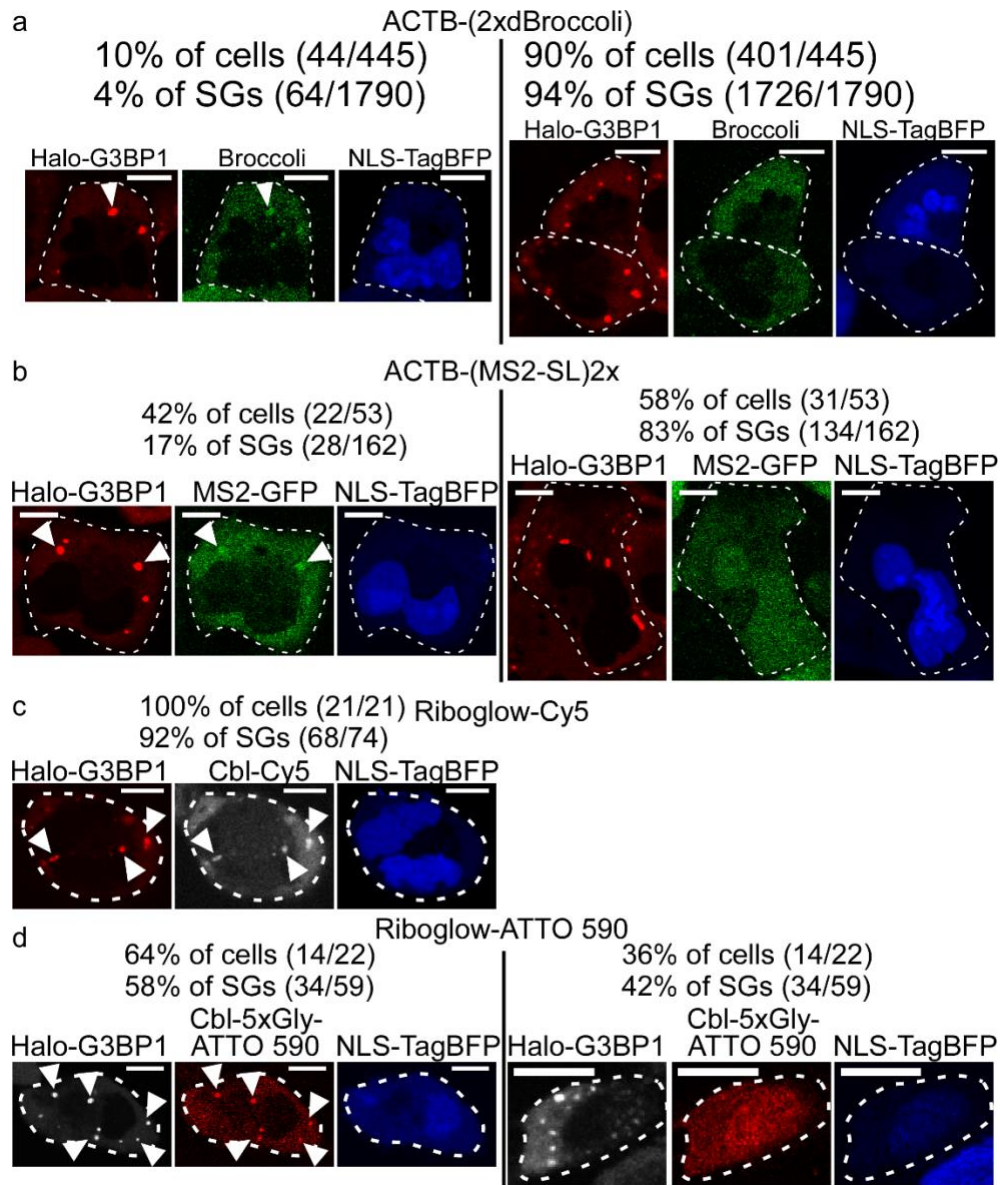 a
ACTB-(2xdBroccoli)
10% of cells (44/445)
4% of SGs (64/1790)
Halo-G3BP1 Broccoli NLS-TagBFP
90% of cells (401/445)
94% of SGs (1726/1790)
Halo-G3BP1 Broccoli NLS-TagBFP
b
ACTB-(MS2-SL)2x
42% of cells (22/53)
17% of SGs (28/162)
Halo-G3BP1 MS2-GFP NLS-TagBFP
58% of cells (31/53)
83% of SGs (134/162)
Halo-G3BP1 MS2-GFP NLS-TagBFP
c
Riboglow-Cy5
100% of cells (21/21)
92% of SGs (68/74)
Halo-G3BP1 Cbl-Cy5 NLS-TagBFP
d
Riboglow-ATTO 590
64% of cells (14/22)
58% of SGs (34/59)
Cbl-5xGly-
Halo-G3BP1 ATTO 590 NLS-TagBFP
36% of cells (14/22)
42% of SGs (34/59)
Cbl-5xGly-
Halo-G3BP1 ATTO 590 NLS-TagBFP